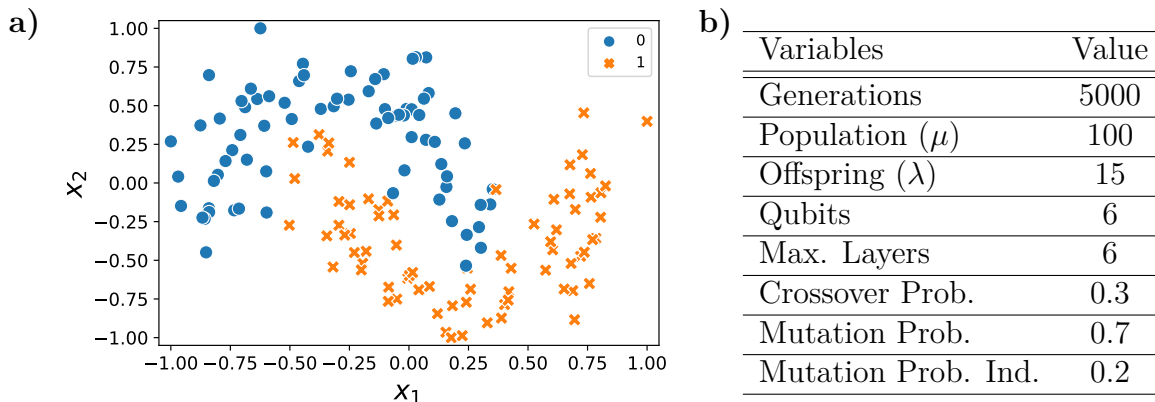 a)
1.00
0.75
0.50
0.25
0.00
−0.25
−0.50
−0.75
−1.00
x2
−1.00 −0.75 −0.50 −0.25 0.00 0.25 0.50 0.75 1.00
x1
0
1
b)
Variables Value
Generations 5000
Population (μ) 100
Offspring (λ) 15
Qubits 6
Max. Layers 6
Crossover Prob. 0.3
Mutation Prob. 0.7
Mutation Prob. Ind. 0.2